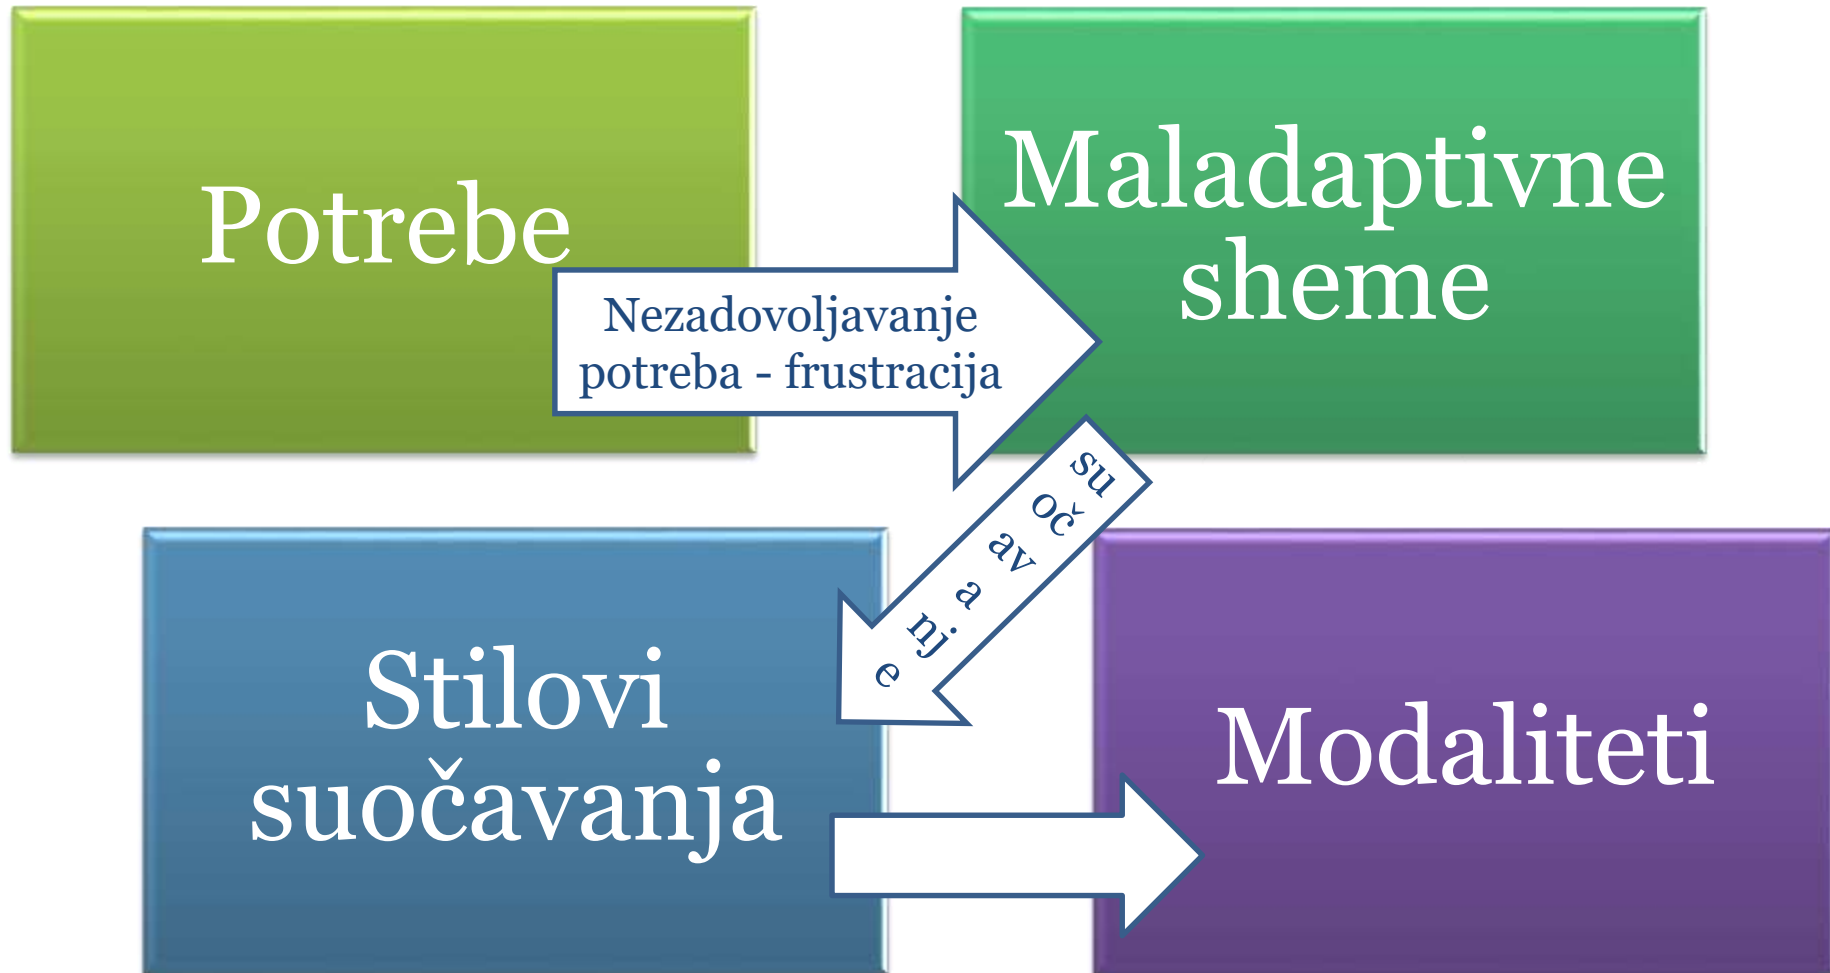 Potrebe
Maladaptivne
sheme
Nezadovoljavanje
potreba - frustracija
su
oč
av
a
nj
e
Stilovi
suočavanja
Modaliteti